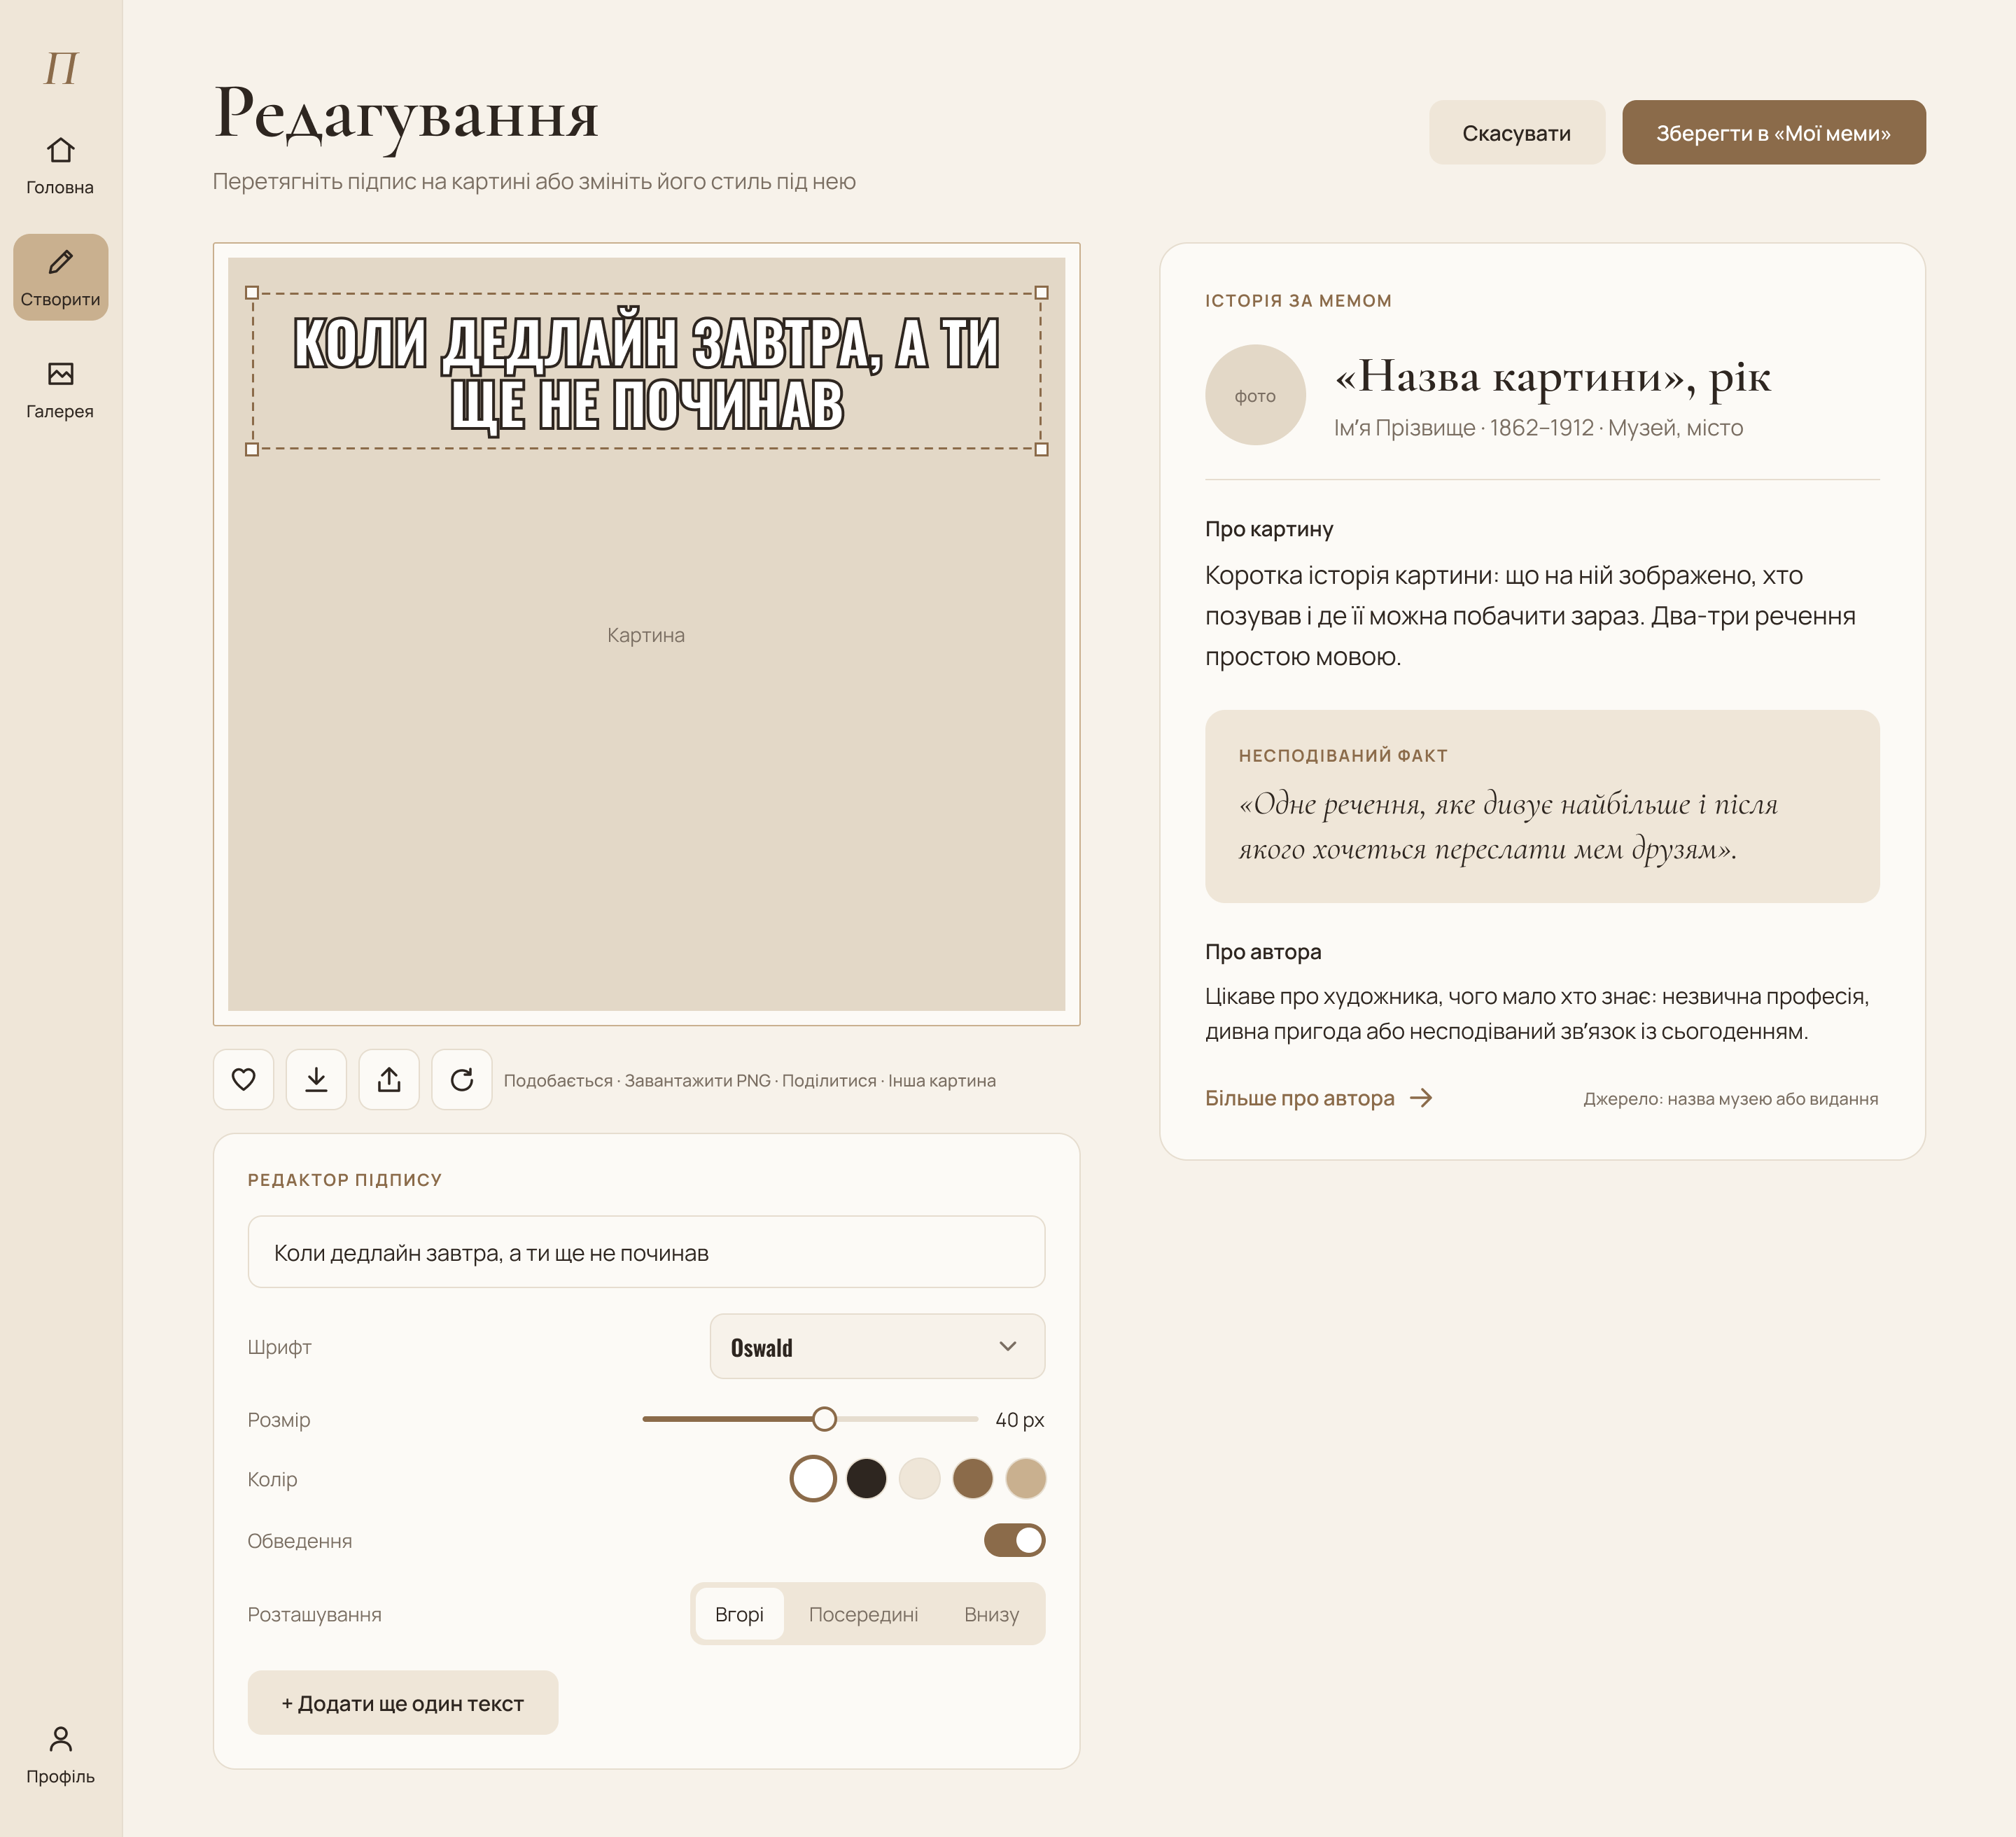 П
Головна
Створити
Галерея
Профіль
Редагування
Перетягніть підпис на картині або змініть його стиль під нею
Скасувати
Зберегти в «Мої меми»
КОЛИ ДЕДЛАЙН ЗАВТРА, А ТИ
ЩЕ НЕ ПОЧИНАВ
Картина
Подобається · Завантажити PNG · Поділитися · Інша картина
РЕДАКТОР ПІДПИСУ
Коли дедлайн завтра, а ти ще не починав
Шрифт
Oswald
Розмір
40 px
Колір
Обведення
Розташування
Вгорі
Посередині
Внизу
+ Додати ще один текст
ІСТОРІЯ ЗА МЕМОМ
фото
«Назва картини», рік
Імʼя Прізвище · 1862–1912 · Музей, місто
Про картину
Коротка історія картини: що на ній зображено, хто
позував і де її можна побачити зараз. Два-три речення
простою мовою.
НЕСПОДІВАНИЙ ФАКТ
«Одне речення, яке дивує найбільше і після
якого хочеться переслати мем друзям».
Про автора
Цікаве про художника, чого мало хто знає: незвична професія,
дивна пригода або несподіваний звʼязок із сьогоденням.
Більше про автора
Джерело: назва музею або видання